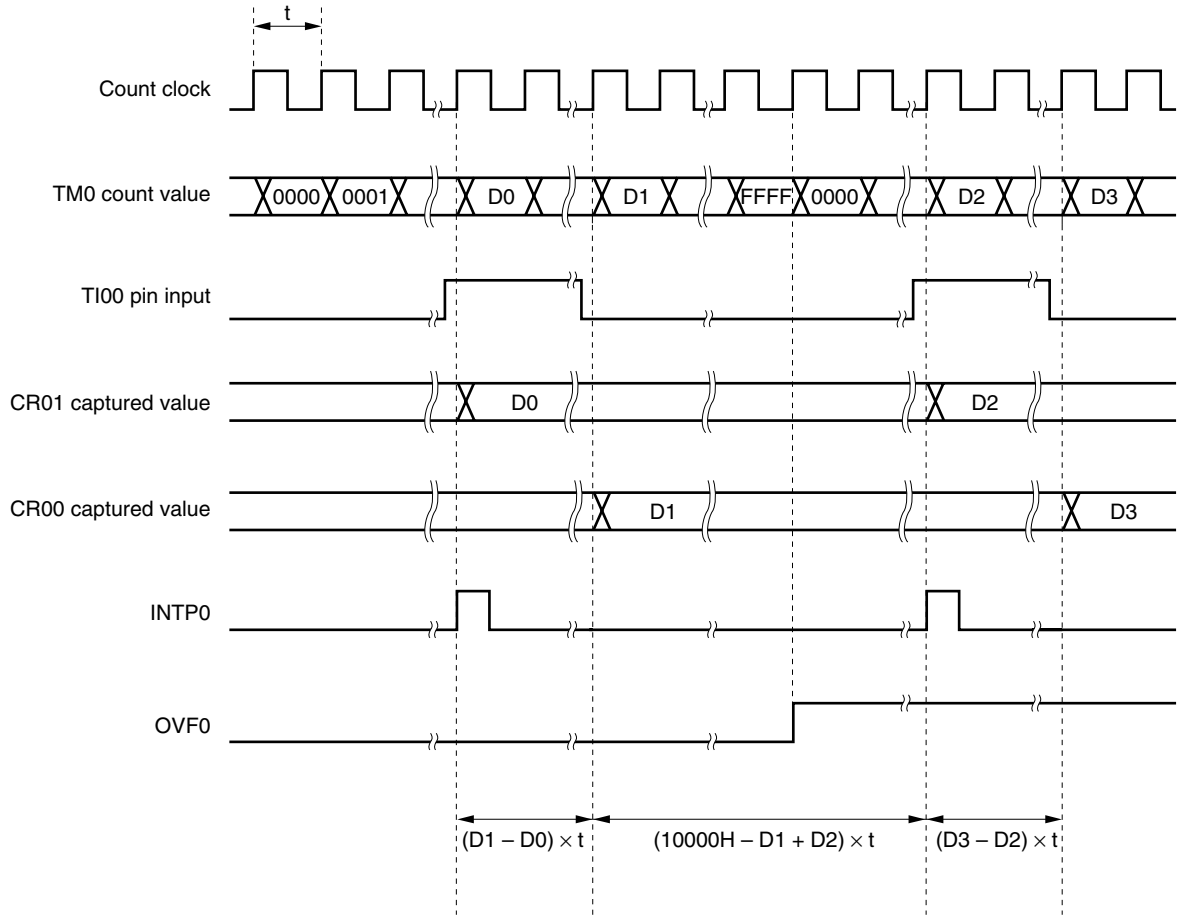 t
Count clock
TM0 count value 0000 0001 D0 D1 FFFF 0000 D2 D3
TI00 pin input
CR01 captured value D0 D2
CR00 captured value D1 D3
INTP0
OVF0
(D1 – D0) × t (10000H – D1 + D2) × t (D3 – D2) × t